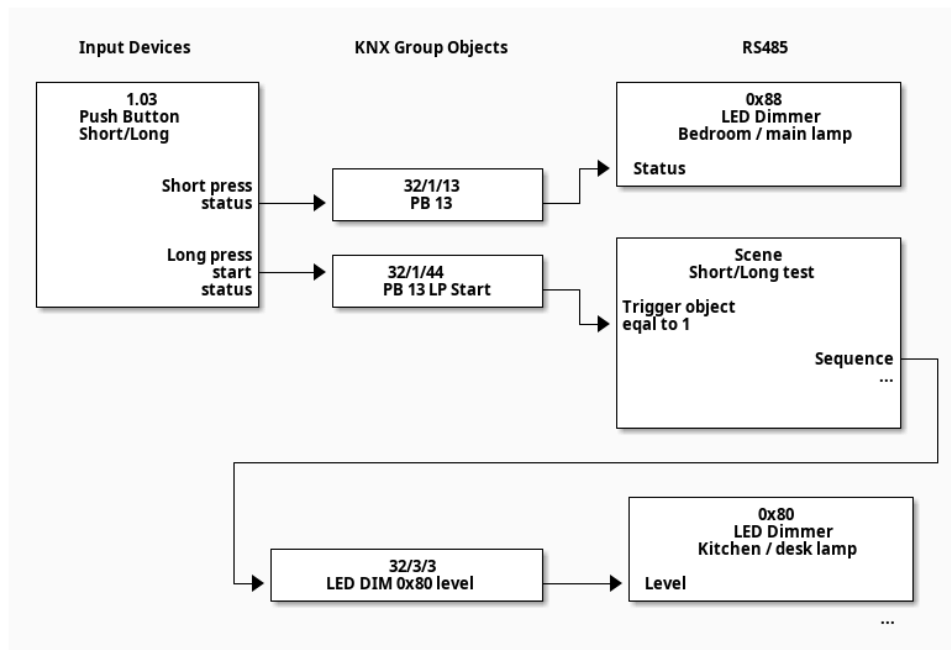 Input Devices
KNX Group Objects
RS485
1.03
Push Button
Short/Long
Short press
status
Long press
start
status
32/1/13
PB 13
32/1/44
PB 13 LP Start
0x88
LED Dimmer
Bedroom / main lamp
Status
Scene
Short/Long test
Trigger object
eqal to 1
Sequence
...
32/3/3
LED DIM 0x80 level
0x80
LED Dimmer
Kitchen / desk lamp
Level
...